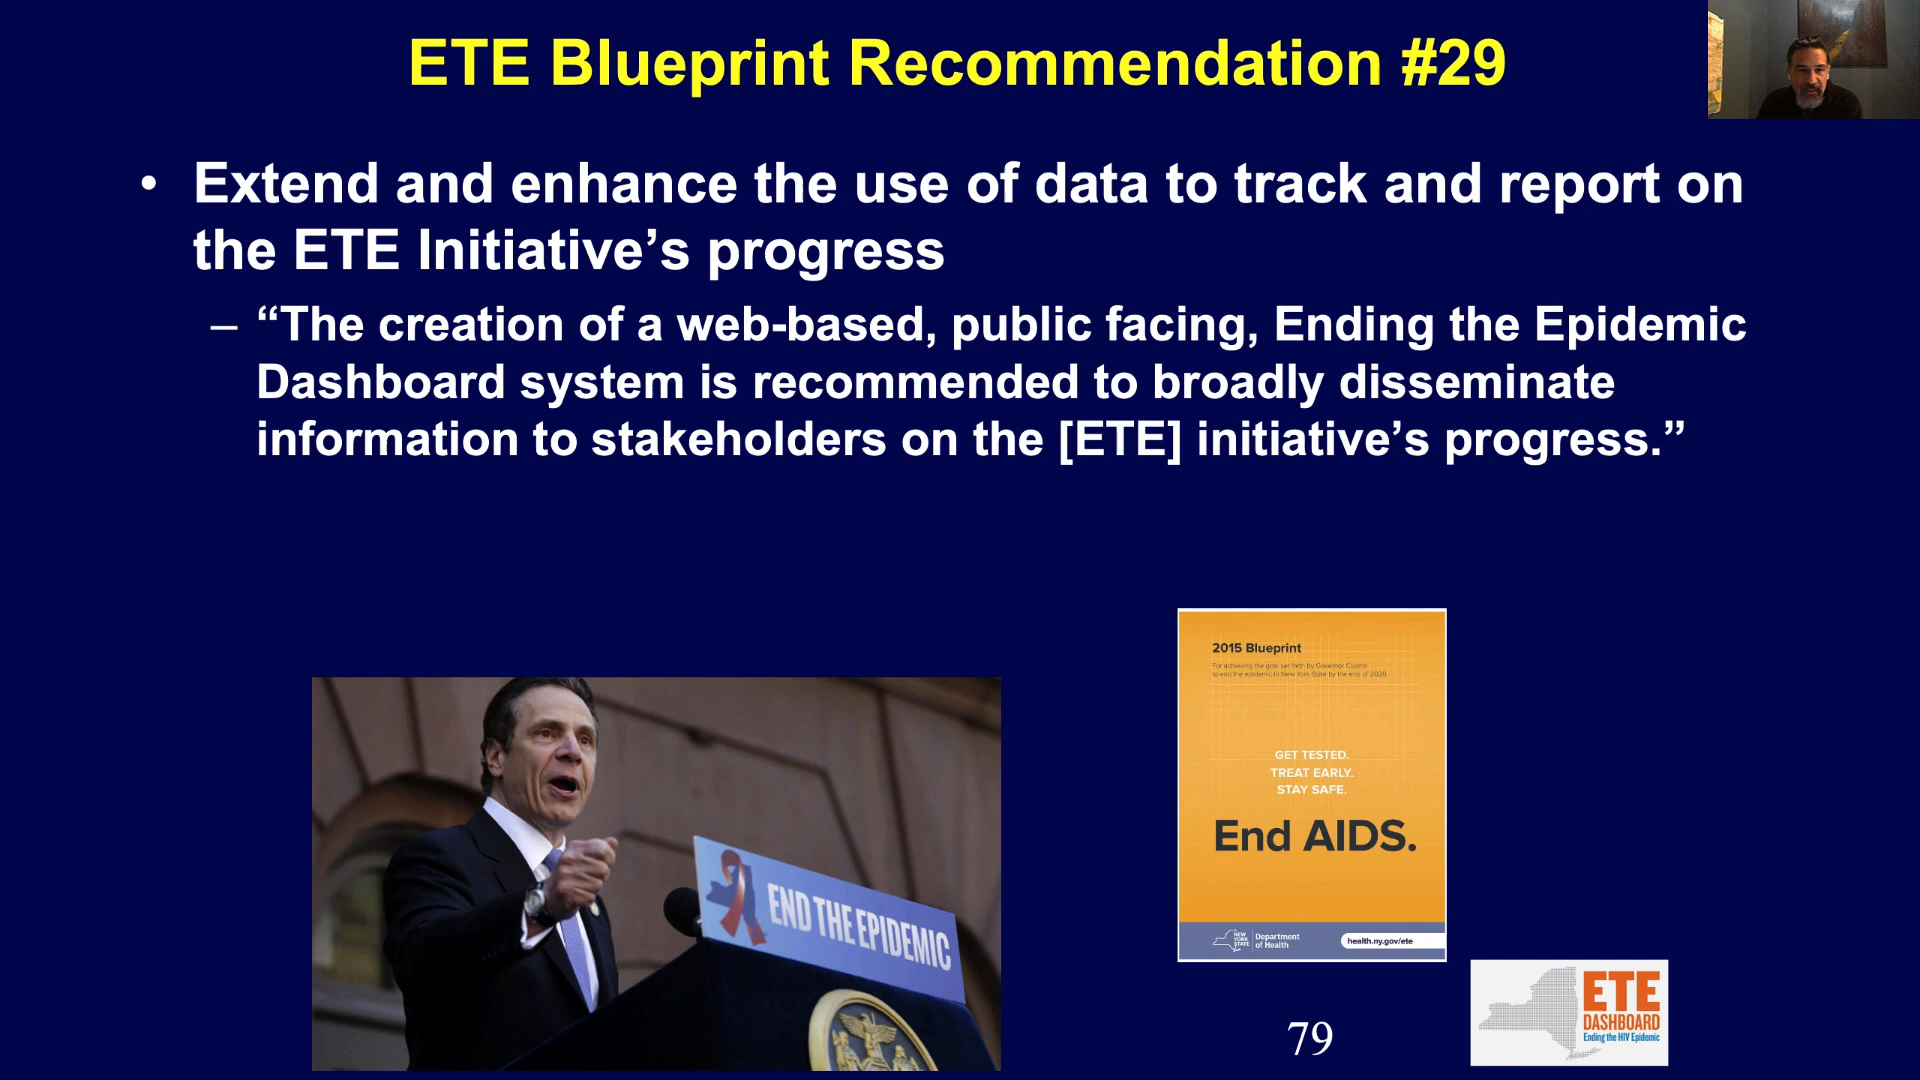 ETE Blueprint Recommendation #29
• Extend and enhance the use of data to track and report on
the ETE Initiative’s progress
– “The creation of a web-based, public facing, Ending the Epidemic
Dashboard system is recommended to broadly disseminate
information to stakeholders on the [ETE] initiative’s progress.”
END THE EPIDEMIC
2015 Blueprint
For achieving the goal set forth by Governor Cuomo
to end the epidemic in New York State by the end of 2020.
GET TESTED.
TREAT EARLY.
STAY SAFE.
End AIDS.
NEW
YORK
STATE
Department
of Health
health.ny.gov/ete
79
ETE
DASHBOARD
Ending the HIV Epidemic